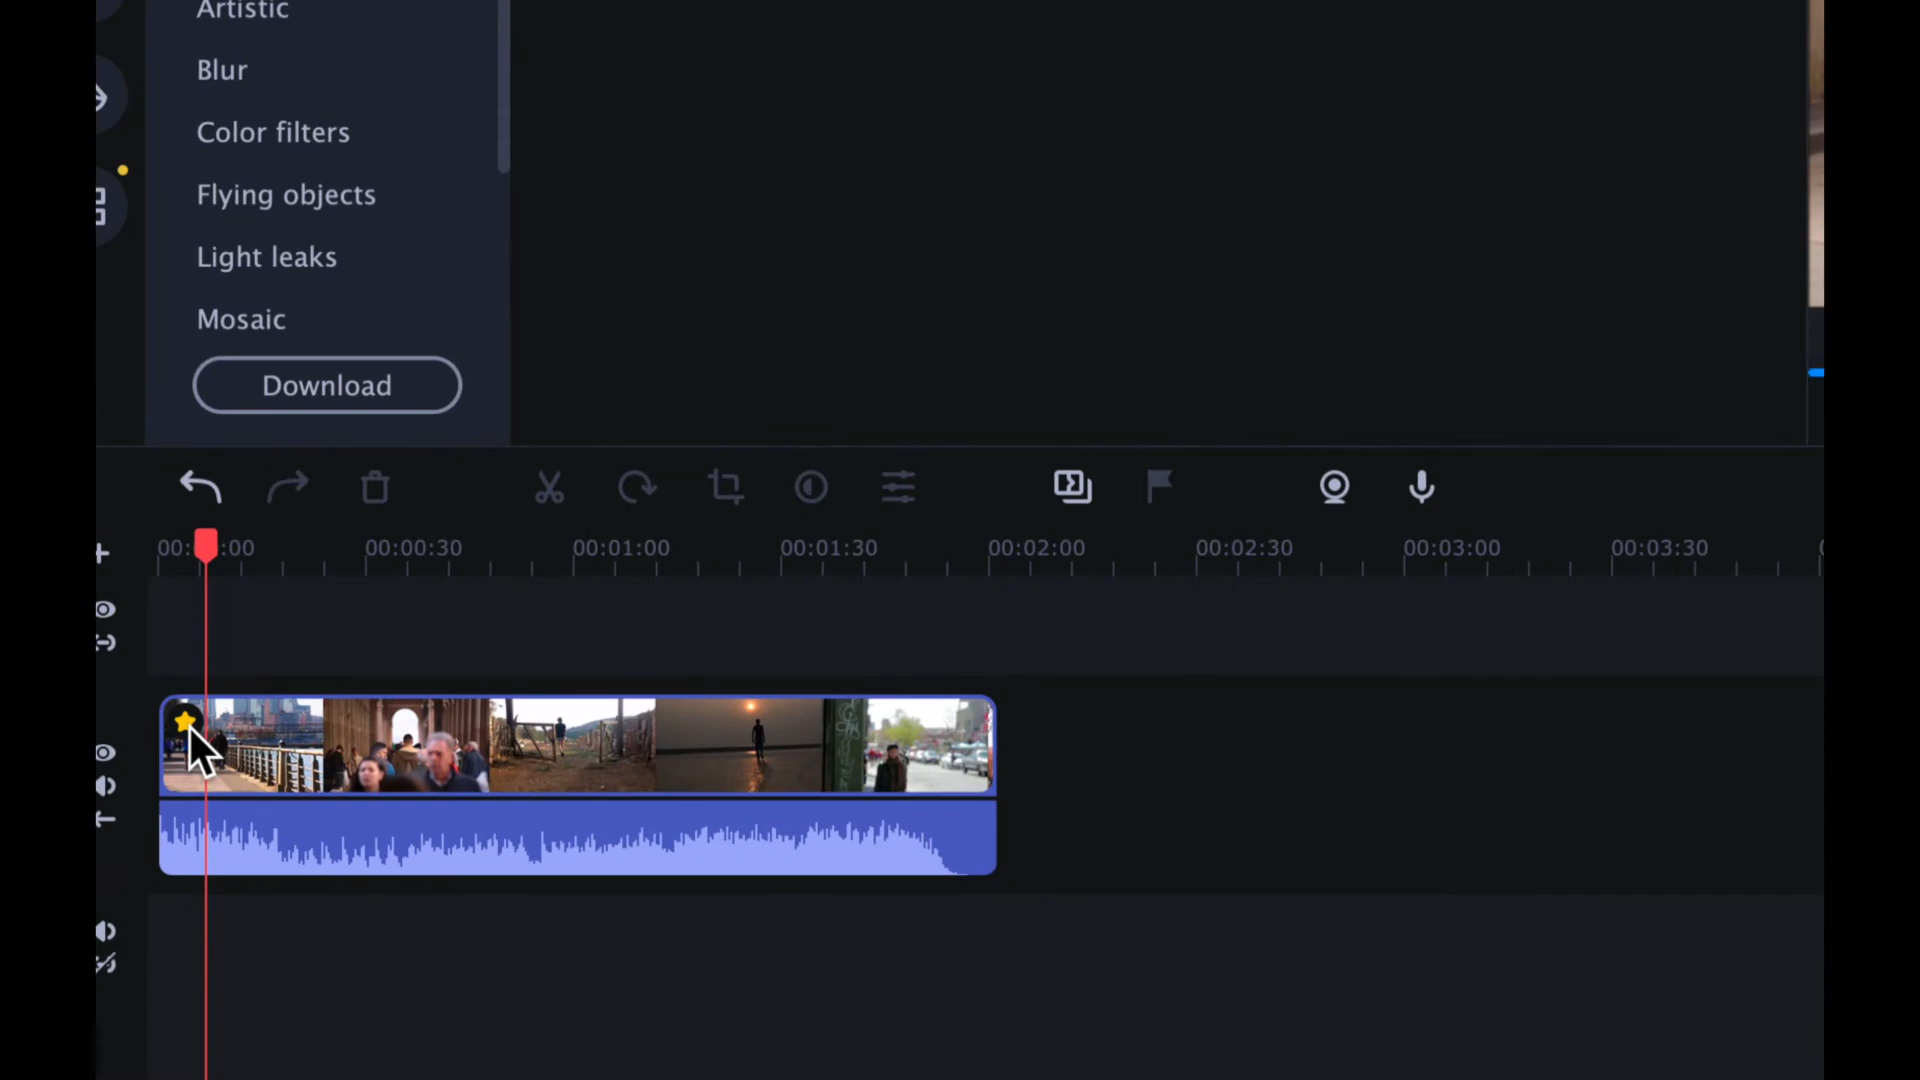 Artistic
Blur
Color filters
Flying objects
Light leaks
Mosaic
Download
00:00:30 00:01:00 00:01:30 00:02:00 00:02:30 00:03:00 00:03:30